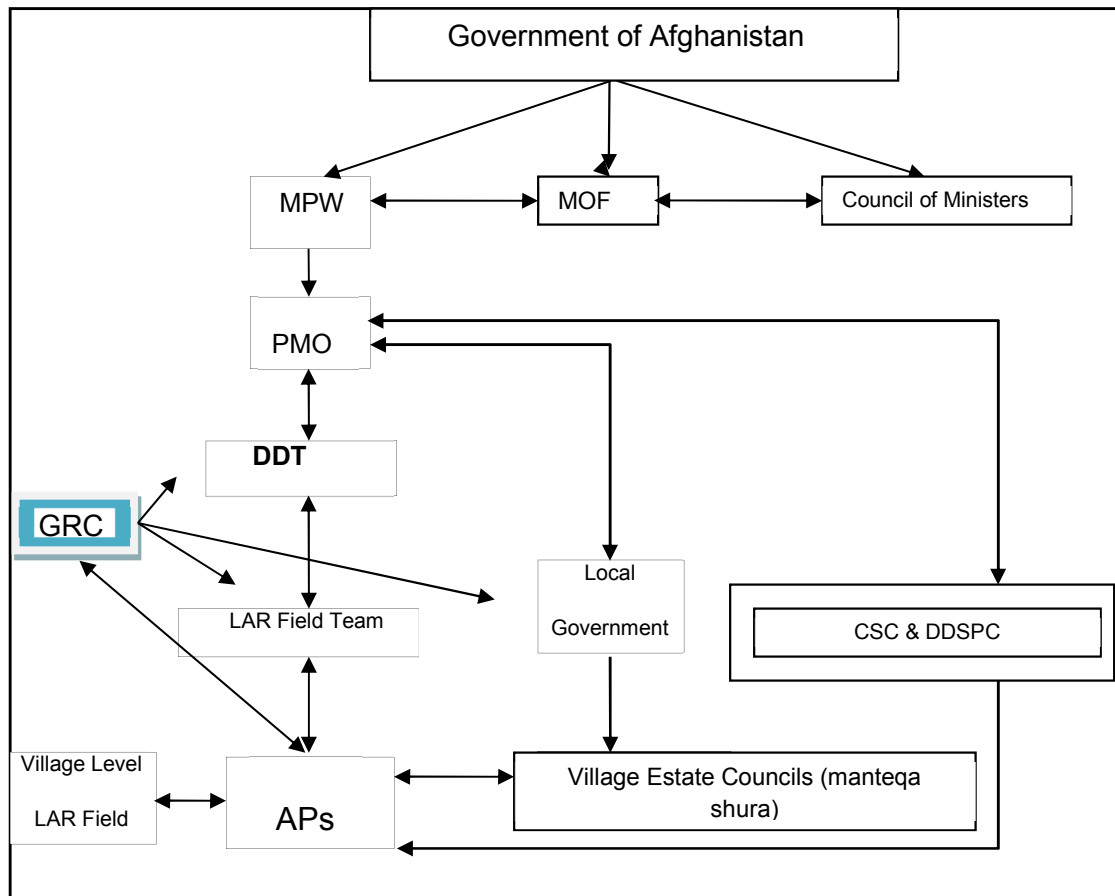 Government of Afghanistan
MPW
MOF
Council of Ministers
PMO
DDT
GRC
Local
Government
LAR Field Team
CSC & DDSPC
Village Level
LAR Field
APs
Village Estate Councils (manteqa
shura)